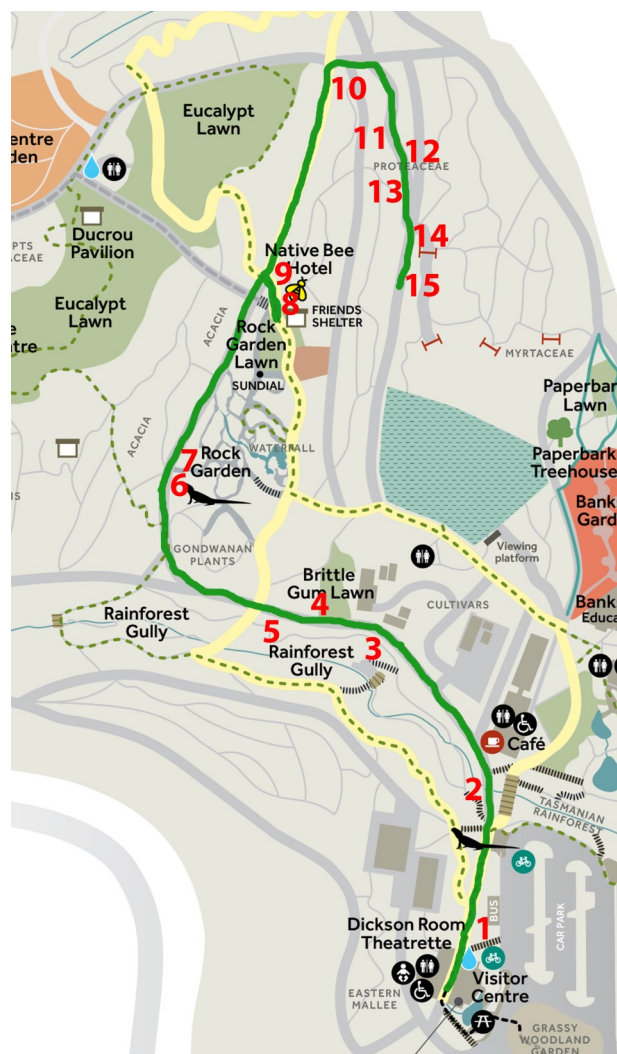 Eucalypt
Lawn
entre
den
10
11
12
PROTEACEAE
13
14
15
PTS
ACEAE
Ducrou
Pavilion
Native Bee
Hotel
9
8
FRIENDS
SHELTER
Eucalypt
Lawn
e
tre
ACACIA
Rock
Garden
Lawn
SUNDIAL
MYRTACEAE
Paperbar
Lawn
ACACIA
WATERFALL
7
Rock
Garden
6
Paperbark
Treehouse
Bank
Gard
IS
GONDWANAN
PLANTS
Viewing
platform
Brittle
Gum Lawn
4
CULTIVARS
Bank
Educa
Rainforest
Gully
5
3
Rainforest
Gully
Café
2
TASMANIAN
RAINFOREST
BUS
CAR PARK
1
Dickson Room
Theatrette
Visitor
Centre
EASTERN
MALLEE
GRASSY
WOODLAND
GARDEN